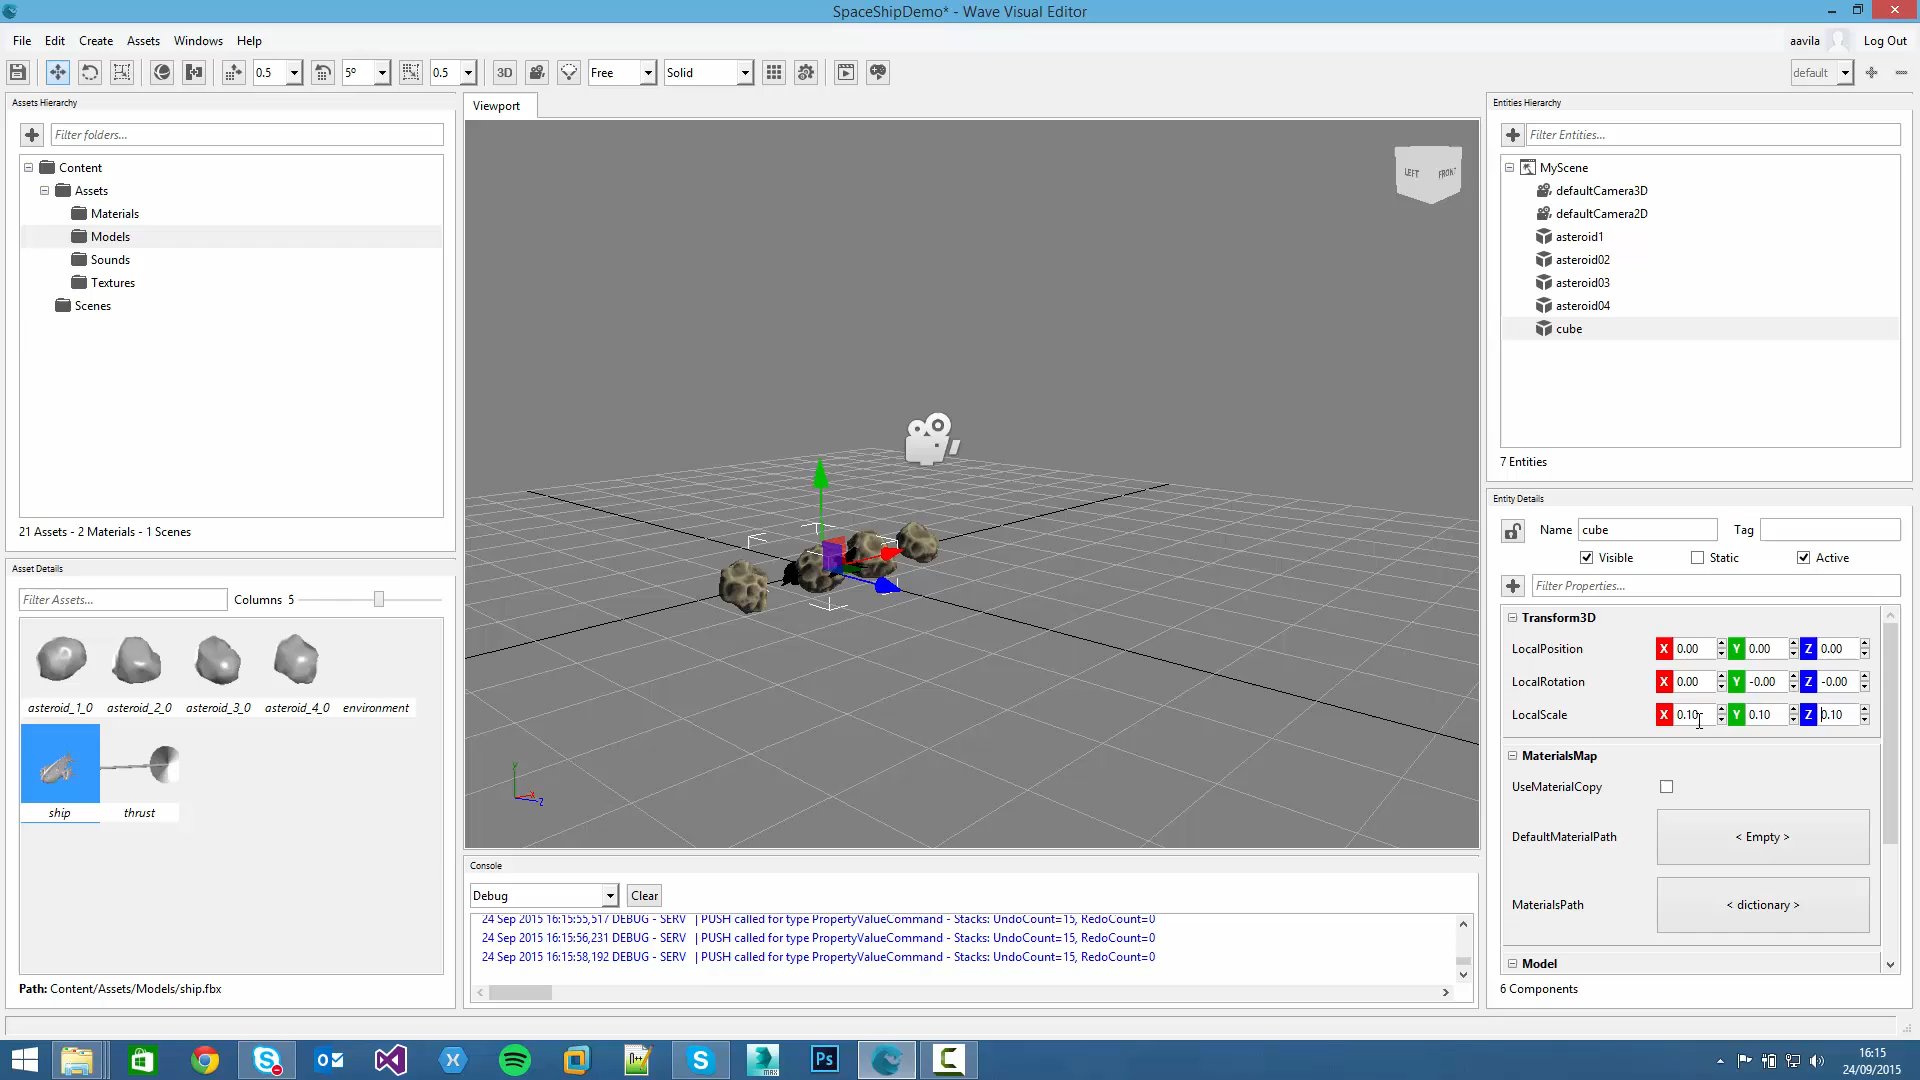 SpaceShipDemo* - Wave Visual Editor
File Edit Create Assets Windows Help
aavila Log Out
0.5 5º 0.5 3D Free Solid default
Assets Hierarchy
Filter folders...
Content
Assets
Materials
Models
Sounds
Textures
Scenes
21 Assets - 2 Materials - 1 Scenes
Asset Details
Filter Assets...
Columns 5
asteroid_1_0 asteroid_2_0 asteroid_3_0 asteroid_4_0 environment
ship thrust
Path: Content/Assets/Models/ship.fbx
Viewport
LEFT FRONT
Y
X
Z
Console
Debug
Clear
24 Sep 2015 16:15:55,517 DEBUG - SERV | PUSH called for type PropertyValueCommand - Stacks: UndoCount=15, RedoCount=0
24 Sep 2015 16:15:56,231 DEBUG - SERV | PUSH called for type PropertyValueCommand - Stacks: UndoCount=15, RedoCount=0
24 Sep 2015 16:15:58,192 DEBUG - SERV | PUSH called for type PropertyValueCommand - Stacks: UndoCount=15, RedoCount=0
Entities Hierarchy
Filter Entities...
MyScene
defaultCamera3D
defaultCamera2D
asteroid1
asteroid02
asteroid03
asteroid04
cube
7 Entities
Entity Details
Name cube Tag
Visible Static Active
Filter Properties...
Transform3D
LocalPosition X 0.00 Y 0.00 Z 0.00
LocalRotation X 0.00 Y -0.00 Z -0.00
LocalScale X 0.10 Y 0.10 Z 0.10
MaterialsMap
UseMaterialCopy
DefaultMaterialPath < Empty >
MaterialsPath < dictionary >
Model
6 Components
16:15
24/09/2015